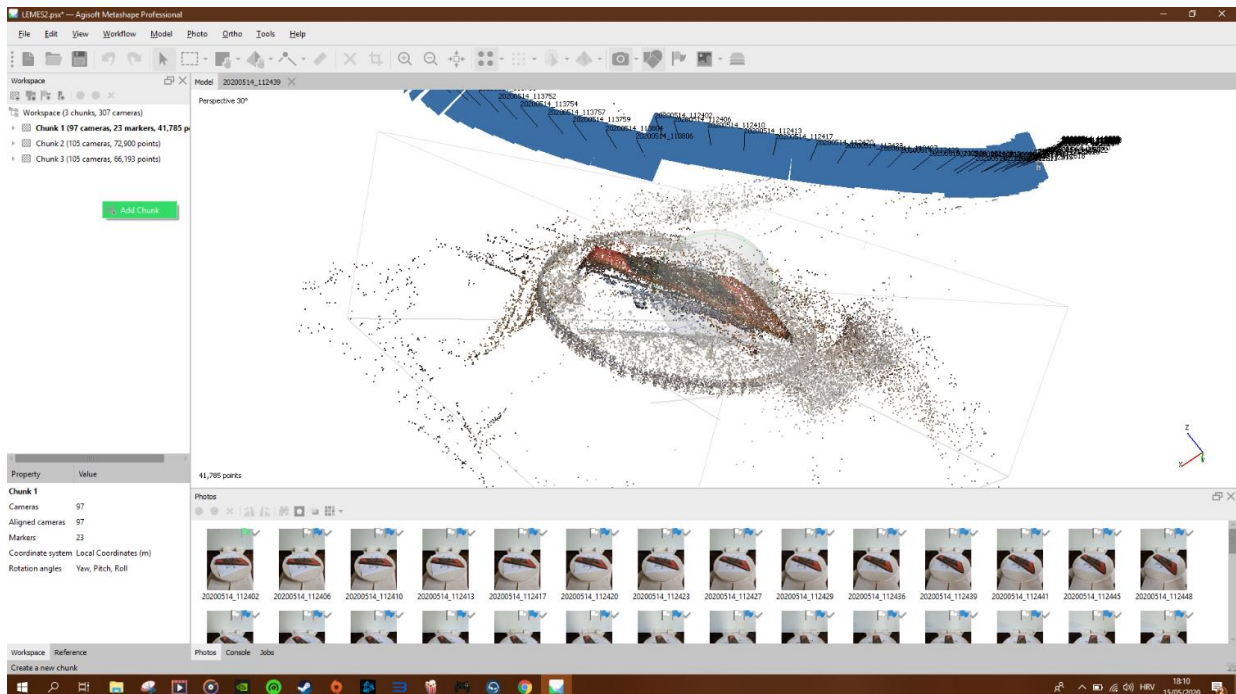 LEMES2.psx* — Agisoft Metashape Professional
File Edit View Workflow Model Photo Ortho Tools Help
Workspace
Model 20200514_112439
Perspective 30°
Workspace (3 chunks, 307 cameras)
Chunk 1 (97 cameras, 23 markers, 41,785 p
Chunk 2 (105 cameras, 72,900 points)
Chunk 3 (105 cameras, 66,193 points)
Add Chunk
20200514_113752
20200514_113754
20200514_113757
20200514_113759
20200514_113804
20200514_113806
20200514_112402
20200514_112406
20200514_112410
20200514_112413
20200514_112417
20200514_112420
20200514_112423
Z
X
41,785 points
Property Value
Chunk 1
Cameras 97
Aligned cameras 97
Markers 23
Coordinate system Local Coordinates (m)
Rotation angles Yaw, Pitch, Roll
Photos
20200514_112402 20200514_112406 20200514_112410 20200514_112413 20200514_112417 20200514_112420 20200514_112423 20200514_112427 20200514_112429 20200514_112436 20200514_112439 20200514_112441 20200514_112445 20200514_112448
Workspace Reference
Photos Console Jobs
Create a new chunk
HRV
18:10
15/05/2020